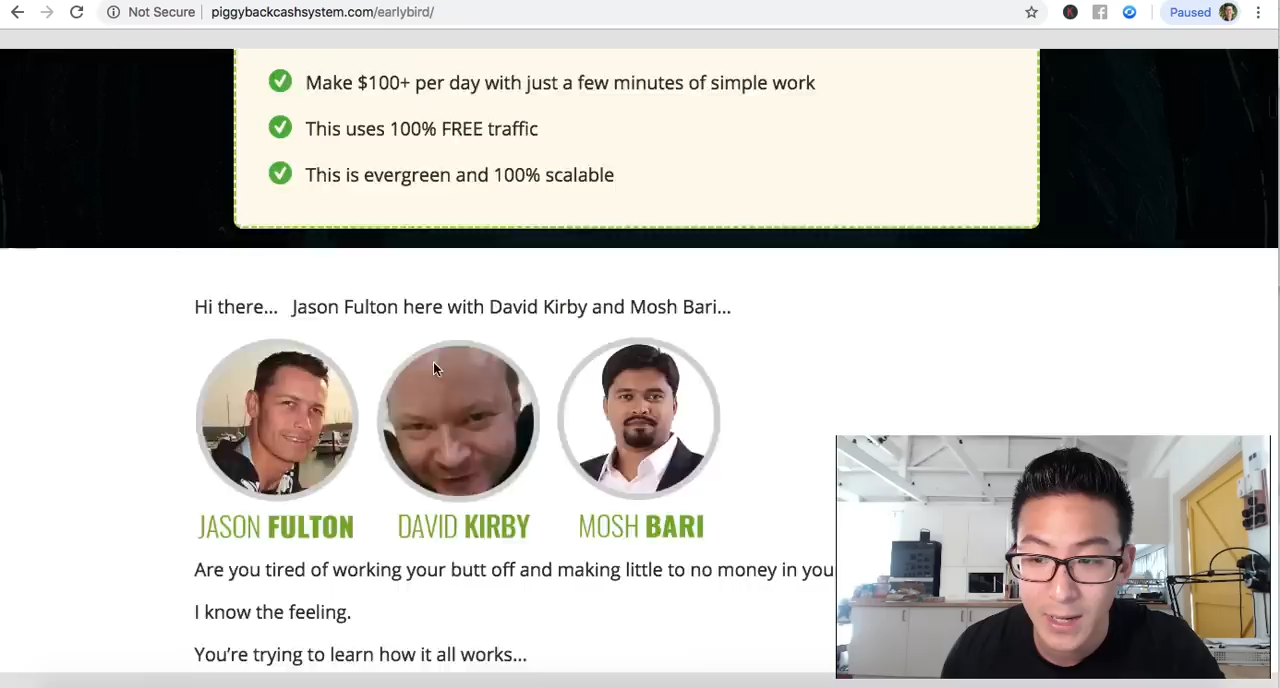 Not Secure piggybackcashsystem.com/earlybird/ Paused
Make $100+ per day with just a few minutes of simple work
This uses 100% FREE traffic
This is evergreen and 100% scalable
Hi there... Jason Fulton here with David Kirby and Mosh Bari...
JASON FULTON DAVID KIRBY MOSH BARI
Are you tired of working your butt off and making little to no money in you
I know the feeling.
You're trying to learn how it all works...